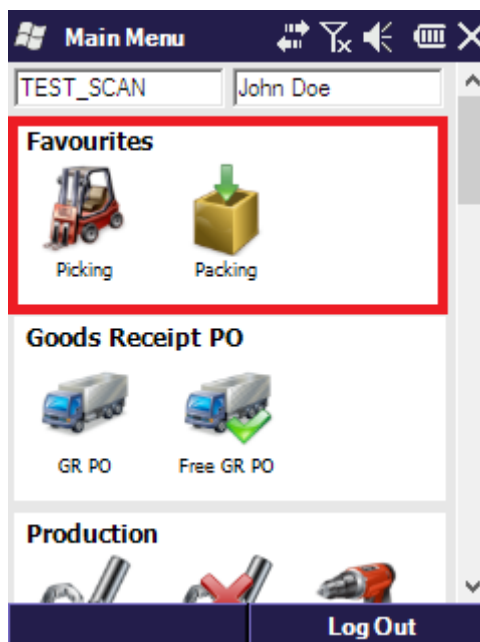 Main Menu
TEST_SCAN John Doe
Favourites
Picking Packing
Goods Receipt PO
GR PO Free GR PO
Production
Log Out